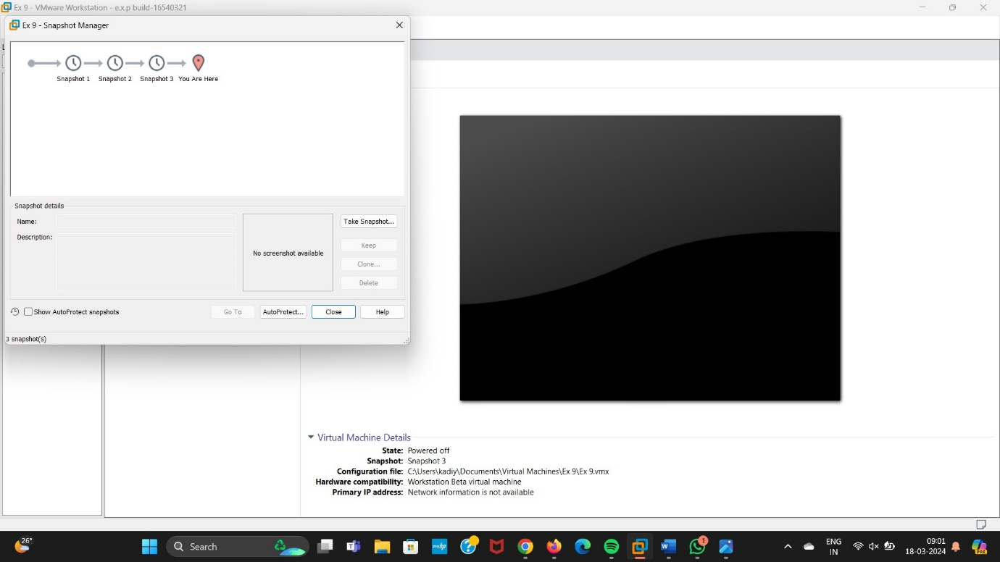 Ex 9 - VMware Workstation - e.x.p build-16540321
Ex 9 - Snapshot Manager
Snapshot 1
Snapshot 2
Snapshot 3
You Are Here
Snapshot details
Name:
Take Snapshot...
Description:
Keep
No screenshot available
Clone...
Delete
Show AutoProtect snapshots
Go To
AutoProtect...
Close
Help
3 snapshot(s)
Virtual Machine Details
State: Powered off
Snapshot: Snapshot 3
Configuration file: C:\Users\kadiy\Documents\Virtual Machines\Ex 9\Ex 9.vmx
Hardware compatibility: Workstation Beta virtual machine
Primary IP address: Network information is not available
26°
Search
myhp
W
1
ENG
IN
09:01
18-03-2024
PRE